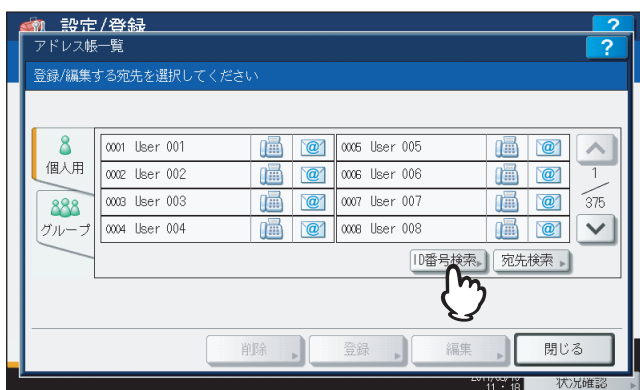 設定/登録 ?
アドレス帳一覧 ?
登録/編集する宛先を選択してください
個人用
グループ
0001 User 001 @ 0005 User 005 @
0002 User 002 @ 0006 User 006 @
0003 User 003 @ 0007 User 007 @
0004 User 004 @ 0008 User 008 @
1
375
ID番号検索 宛先検索
削除 登録 編集 閉じる
11 : 18 状況確認